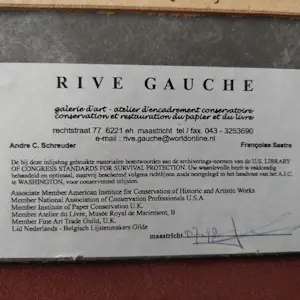 RIVE GAUCHE
galerie d'art - atelier d'encadrement conservatoire
conservation et restauration du papier et du livre
rechtstraat 77 6221 eh maastricht tel / fax 043 - 3253690
e-mail : rive.gauche@worldonline.nl
Andre C. Schreuder Françoise Sastre
De bij deze inlijsting gebruikte materialen beantwoorden aan de archiverings-normen van de U.S. LIBRARY
OF CONGRESS STANDARDS FOR SURVIVAL PROTECTION. Uw waardevolle bezit is vakkundig
behandeld en optimaal, zuurvrij beschermd volgens richtlijnen zoals neergelegd in het handvest van het A.I.C.
te WASHINGTON, voor conserverend inlijsten.
Associate Member American Institute for Conservation of Historic and Artistic Works
Member National Association of Conservation Professionals U.S.A
Member Institute of Paper Conservation U.K.
Member Atelier du Livre, Musée Royal de Mariemont, B
Member Fine Art Trade Guild, U.K.
Lid Nederlands - Belgisch Lijstenmakers Gilde
maastricht